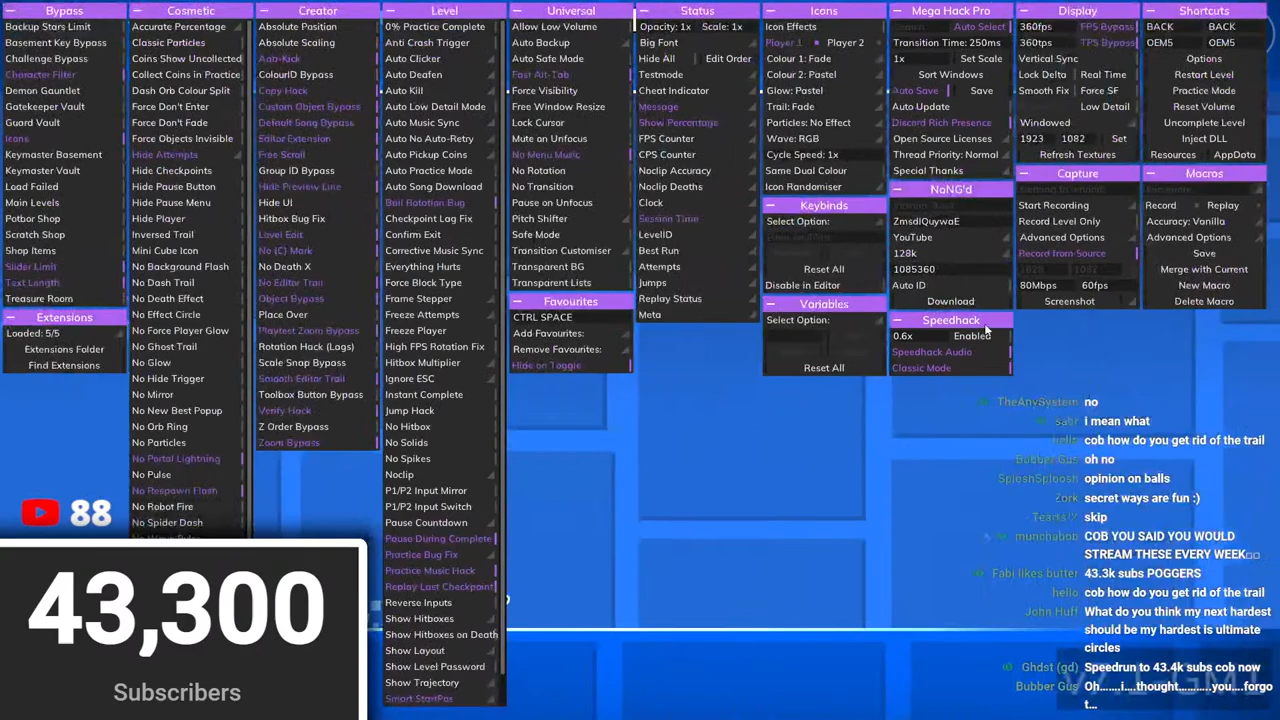 Bypass
Backup Stars Limit
Basement Key Bypass
Challenge Bypass
Character Filter
Demon Gauntlet
Gatekeeper Vault
Guard Vault
Icons
Keymaster Basement
Keymaster Vault
Load Failed
Main Levels
Potbor Shop
Scratch Shop
Shop Items
Slider Limit
Text Length
Treasure Room
Extensions
Loaded: 5/5
Extensions Folder
Find Extensions
Cosmetic
Accurate Percentage
Classic Particles
Coins Show Uncollected
Collect Coins in Practice
Dash Orb Colour Split
Force Don't Enter
Force Don't Fade
Force Objects Invisible
Hide Attempts
Hide Checkpoints
Hide Pause Button
Hide Pause Menu
Hide Player
Inversed Trail
Mini Cube Icon
No Background Flash
No Dash Trail
No Death Effect
No Effect Circle
No Force Player Glow
No Ghost Trail
No Glow
No Hide Trigger
No Mirror
No New Best Popup
No Orb Ring
No Particles
No Portal Lightning
No Pulse
No Respawn Flash
No Robot Fire
No Spider Dash
Creator
Absolute Position
Absolute Scaling
Anti-Kick
ColourID Bypass
Copy Hack
Custom Object Bypass
Default Song Bypass
Editor Extension
Free Scroll
Group ID Bypass
Hide Preview Line
Hide UI
Hitbox Bug Fix
Level Edit
No (C) Mark
No Death X
No Editor Trail
Object Bypass
Place Over
Playtest Zoom Bypass
Rotation Hack (Lags)
Scale Snap Bypass
Smooth Editor Trail
Toolbox Button Bypass
Verify Hack
Z Order Bypass
Zoom Bypass
Level
0% Practice Complete
Anti Crash Trigger
Auto Clicker
Auto Deafen
Auto Kill
Auto Low Detail Mode
Auto Music Sync
Auto No Auto-Retry
Auto Pickup Coins
Auto Practice Mode
Auto Song Download
Ball Rotation Bug
Checkpoint Lag Fix
Confirm Exit
Corrective Music Sync
Everything Hurts
Force Block Type
Frame Stepper
Freeze Attempts
Freeze Player
High FPS Rotation Fix
Hitbox Multiplier
Ignore ESC
Instant Complete
Jump Hack
No Hitbox
No Solids
No Spikes
Noclip
P1/P2 Input Mirror
P1/P2 Input Switch
Pause Countdown
Pause During Complete
Practice Bug Fix
Practice Music Hack
Replay Last Checkpoint
Reverse Inputs
Show Hitboxes
Show Hitboxes on Death
Show Layout
Show Level Password
Show Trajectory
Smart StartPos
Universal
Allow Low Volume
Auto Backup
Auto Safe Mode
Fast Alt-Tab
Force Visibility
Free Window Resize
Lock Cursor
Mute on Unfocus
No Menu Music
No Rotation
No Transition
Pause on Unfocus
Pitch Shifter
Safe Mode
Transition Customiser
Transparent BG
Transparent Lists
Favourites
CTRL SPACE
Add Favourites:
Remove Favourites:
Hide on Toggle
Status
Opacity: 1x Scale: 1x
Big Font
Hide All Edit Order
Testmode
Cheat Indicator
Message
Show Percentage
FPS Counter
CPS Counter
Noclip Accuracy
Noclip Deaths
Clock
Session Time
LevelID
Best Run
Attempts
Jumps
Replay Status
Meta
Icons
Icon Effects
Player 1 Player 2
Colour 1: Fade
Colour 2: Pastel
Glow: Pastel
Trail: Fade
Particles: No Effect
Wave: RGB
Cycle Speed: 1x
Same Dual Colour
Icon Randomiser
Keybinds
Select Option:
Reset All
Disable in Editor
Variables
Select Option:
Reset All
Mega Hack Pro
Auto Select
Transition Time: 250ms
1x Set Scale
Sort Windows
Auto Save Save
Auto Update
Discord Rich Presence
Open Source Licenses
Thread Priority: Normal
Special Thanks
NaNG'd
ZmsdIQuywaE
YouTube
128k
1085360
Auto ID
Download
Speedhack
0.6x Enabled
Speedhack Audio
Classic Mode
Display
360fps FPS Bypass
360tps TPS Bypass
Vertical Sync
Lock Delta Real Time
Smooth Fix Force SF
Low Detail
Windowed
1923 1082 Set
Refresh Textures
Capture
Start Recording
Record Level Only
Advanced Options
Record from Source
80Mbps 60fps
Screenshot
Shortcuts
BACK BACK
OEM5 OEM5
Options
Restart Level
Practice Mode
Reset Volume
Uncomplete Level
Inject DLL
Resources AppData
Macros
Record Replay
Accuracy: Vanilla
Advanced Options
Save
Merge with Current
New Macro
Delete Macro
88
43,300
Subscribers
TheAnySystem no
sabr i mean what
hello cob how do you get rid of the trail
Bubber Gus oh no
SploshSploosh opinion on balls
Zork secret ways are fun :)
skip
munchabob COB YOU SAID YOU WOULD
STREAM THESE EVERY WEEK
Fabi likes butter 43.3k subs POGGERS
hello cob how do you get rid of the trail
John Huff What do you think my next hardest
should be my hardest is ultimate
circles
Ghdst (gd) Speedrun to 43.4k subs cob now
Bubber Gus Oh.......i....thought...........you....forgo
t...